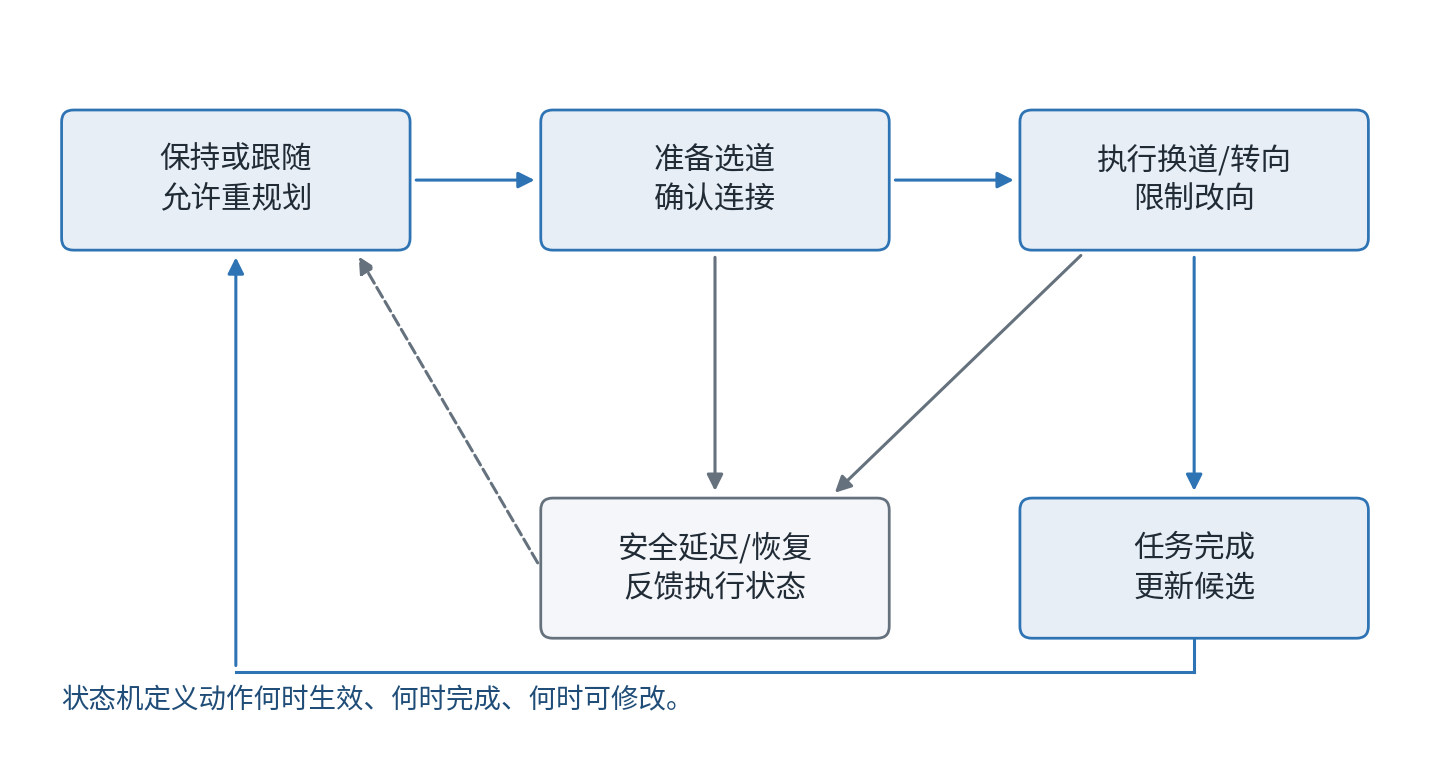 保持或跟随
允许重规划
准备选道
确认连接
执行换道/转向
限制改向
安全延迟/恢复
反馈执行状态
任务完成
更新候选
状态机定义动作何时生效、何时完成、何时可修改。